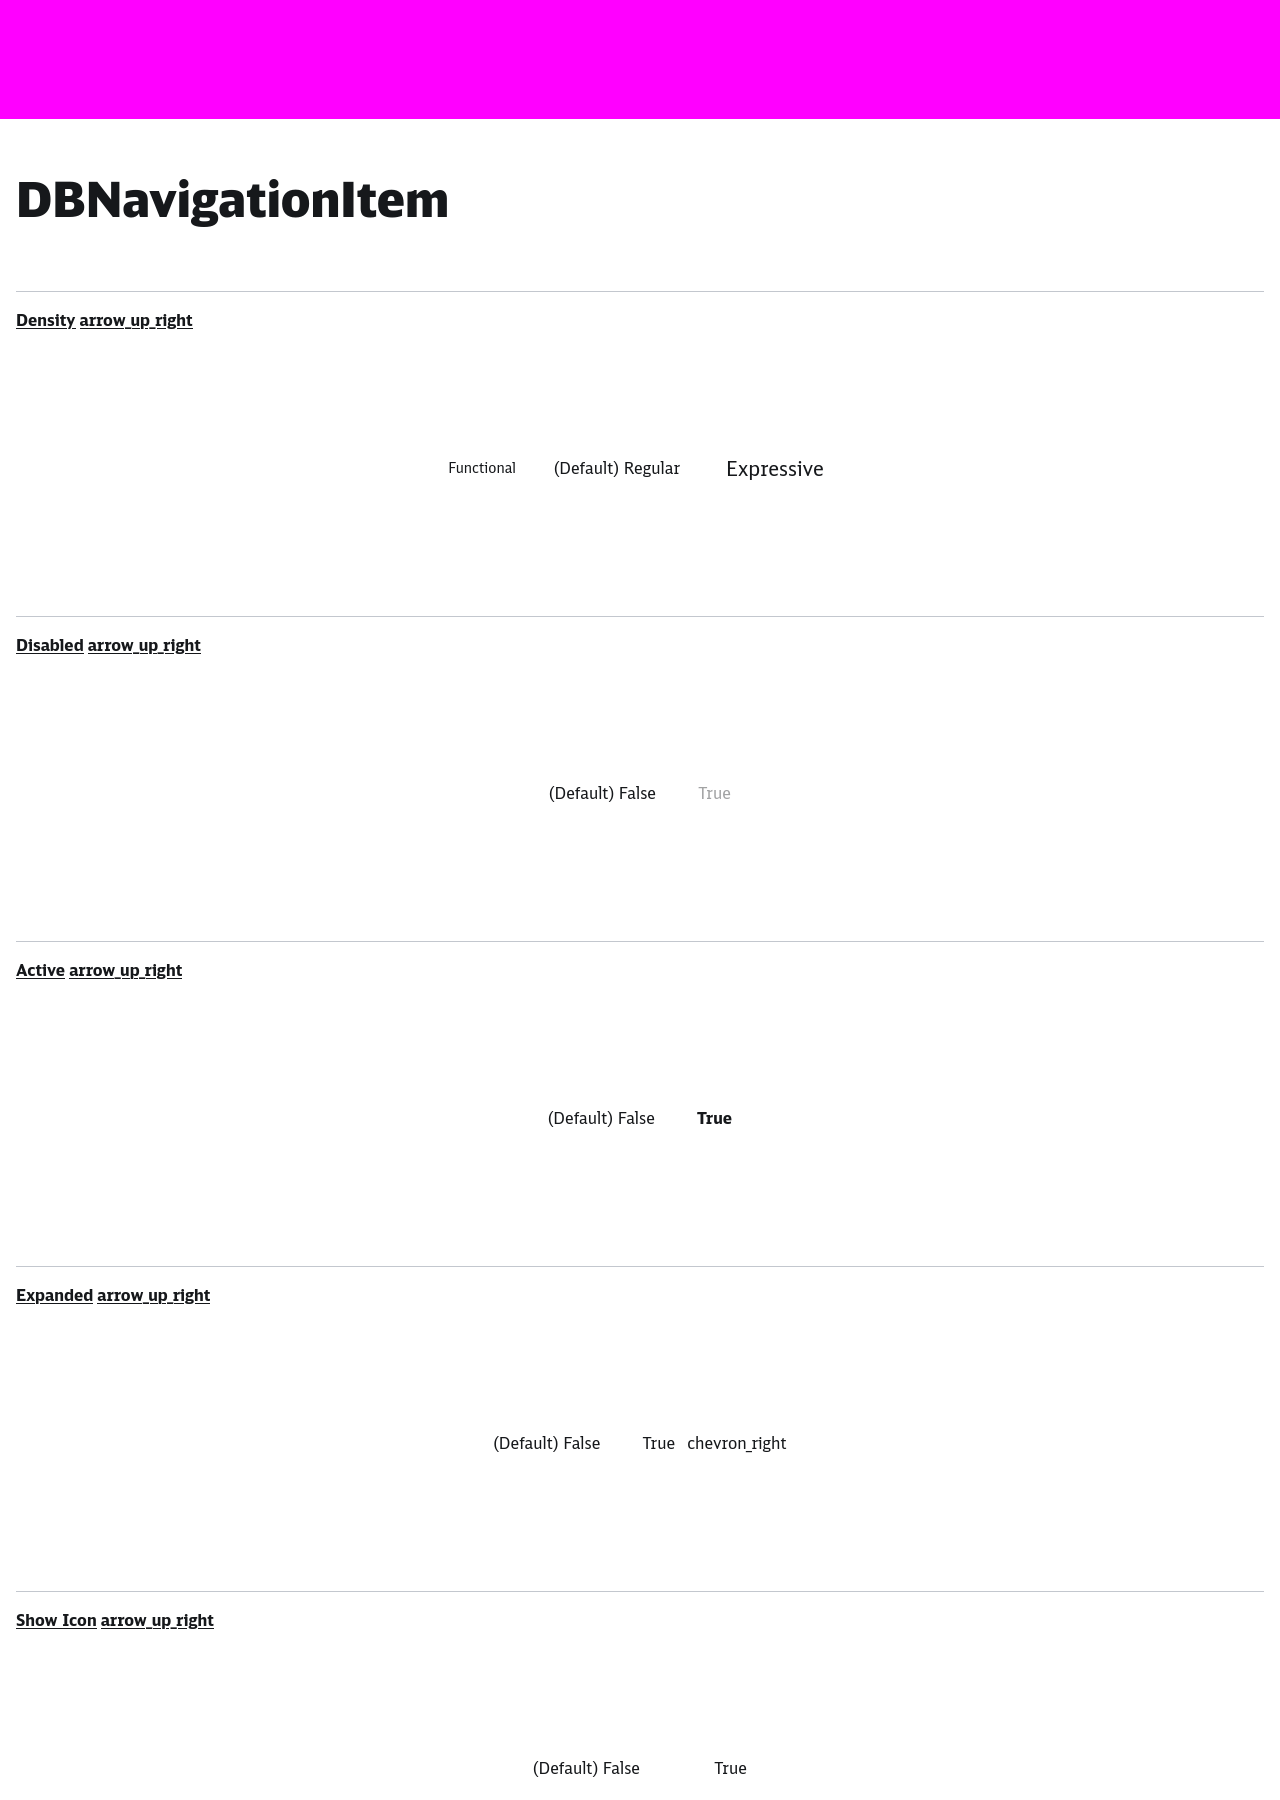 DBNavigationItem
Density arrow_up_right
Functional (Default) Regular Expressive
Disabled arrow_up_right
(Default) False True
Active arrow_up_right
(Default) False True
Expanded arrow_up_right
(Default) False True chevron_right
Show Icon arrow_up_right
(Default) False True